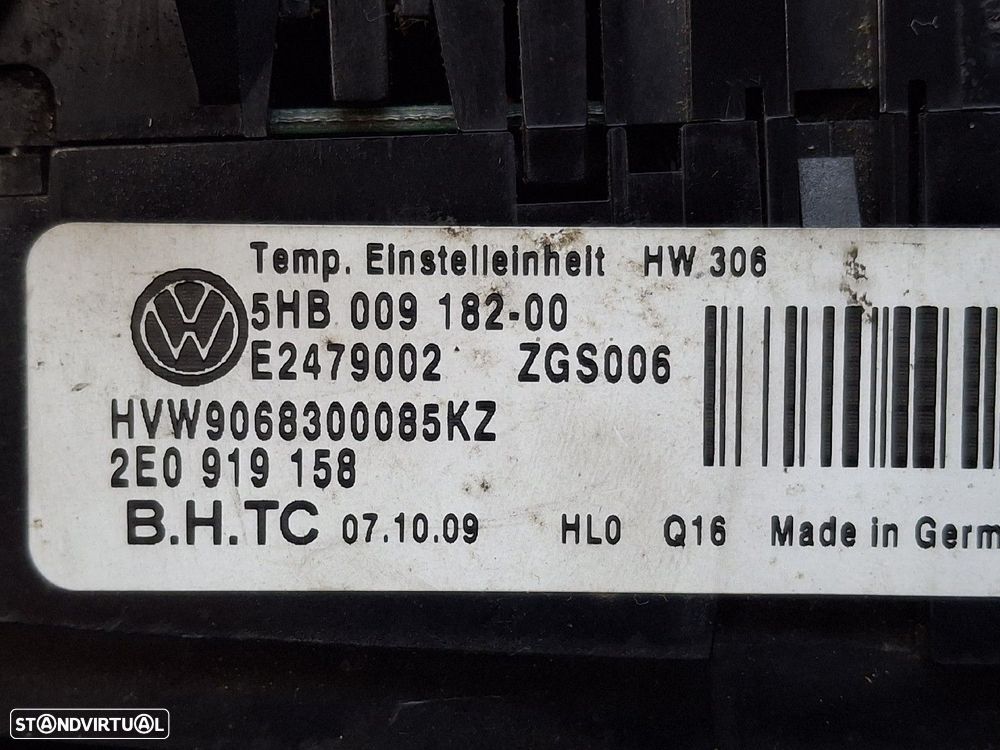 Temp. Einstelleinheit HW 306
5HB 009 182-00
E2479002 ZGS006
HVW9068300085KZ
2E0 919 158
B.H.TC 07.10.09 HL0 Q16 Made in Germ
STANDVIRTUAL